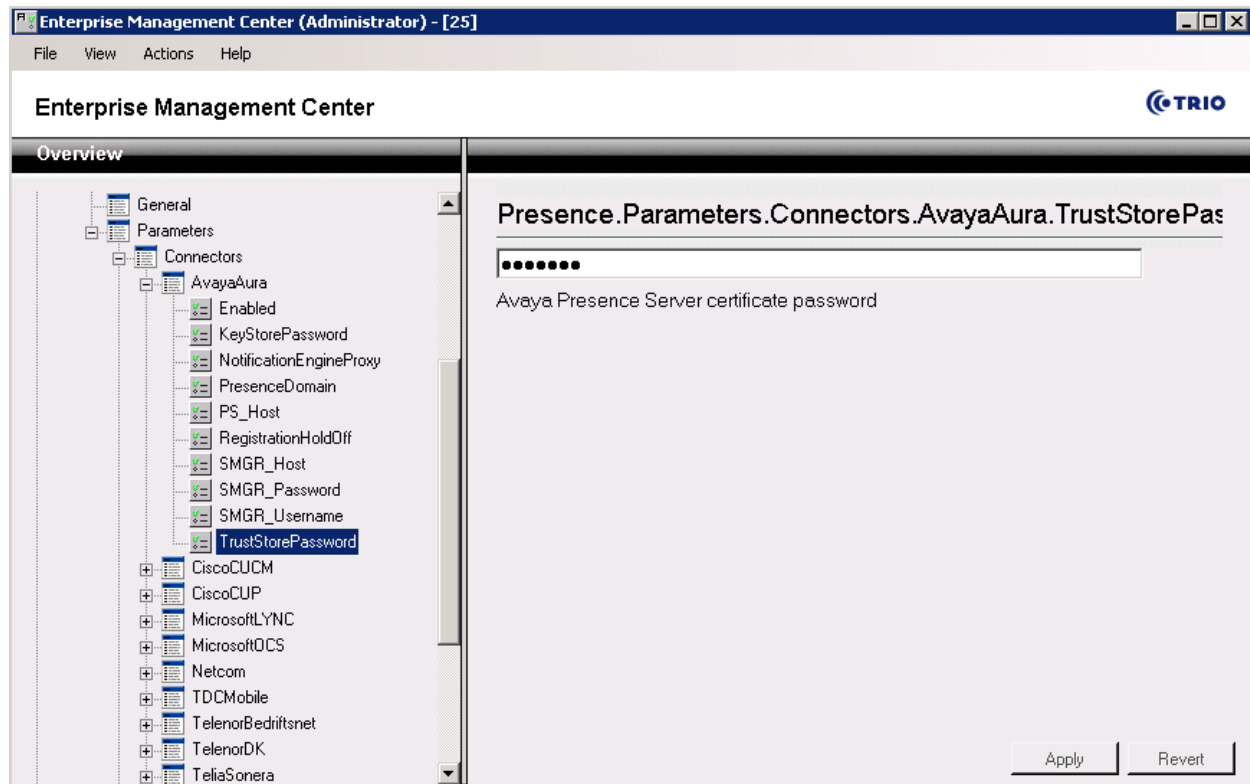 Enterprise Management Center (Administrator) - [25]
File View Actions Help
Enterprise Management Center
TRIO
Overview
General
Parameters
Connectors
AvayaAura
Enabled
KeyStorePassword
NotificationEngineProxy
PresenceDomain
PS_Host
RegistrationHoldOff
SMGR_Host
SMGR_Password
SMGR_Username
TrustStorePassword
CiscoCUCM
CiscoCUP
MicrosoftLYNC
MicrosoftOCS
Netcom
TDCMobile
TelenorBedriftsnet
TelenorDK
TeliaSonera
Presence.Parameters.Connectors.AvayaAura.TrustStorePas
•••••••
Avaya Presence Server certificate password
Apply Revert